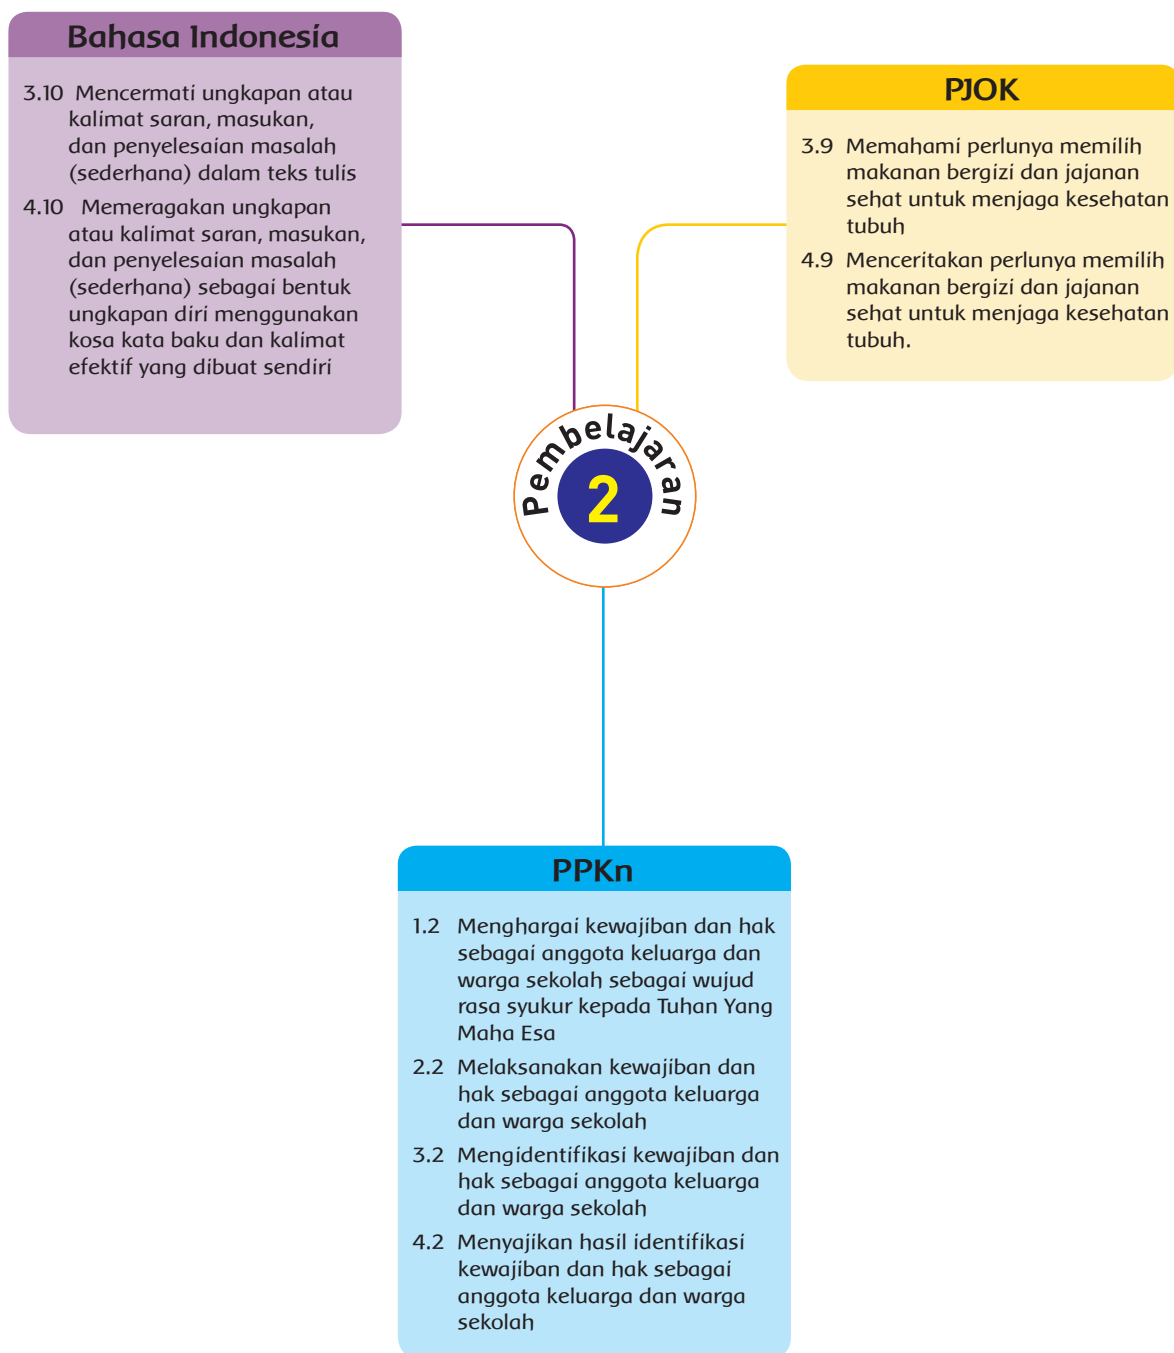 Bahasa Indonesia
3.10 Mencermati ungkapan atau
kalimat saran, masukan,
dan penyelesaian masalah
(sederhana) dalam teks tulis
4.10 Memeragakan ungkapan
atau kalimat saran, masukan,
dan penyelesaian masalah
(sederhana) sebagai bentuk
ungkapan diri menggunakan
kosa kata baku dan kalimat
efektif yang dibuat sendiri
PJOK
3.9 Memahami perlunya memilih
makanan bergizi dan jajanan
sehat untuk menjaga kesehatan
tubuh
4.9 Menceritakan perlunya memilih
makanan bergizi dan jajanan
sehat untuk menjaga kesehatan
tubuh.
Pembelajaran
2
PPKn
1.2 Menghargai kewajiban dan hak
sebagai anggota keluarga dan
warga sekolah sebagai wujud
rasa syukur kepada Tuhan Yang
Maha Esa
2.2 Melaksanakan kewajiban dan
hak sebagai anggota keluarga
dan warga sekolah
3.2 Mengidentifikasi kewajiban dan
hak sebagai anggota keluarga
dan warga sekolah
4.2 Menyajikan hasil identifikasi
kewajiban dan hak sebagai
anggota keluarga dan warga
sekolah